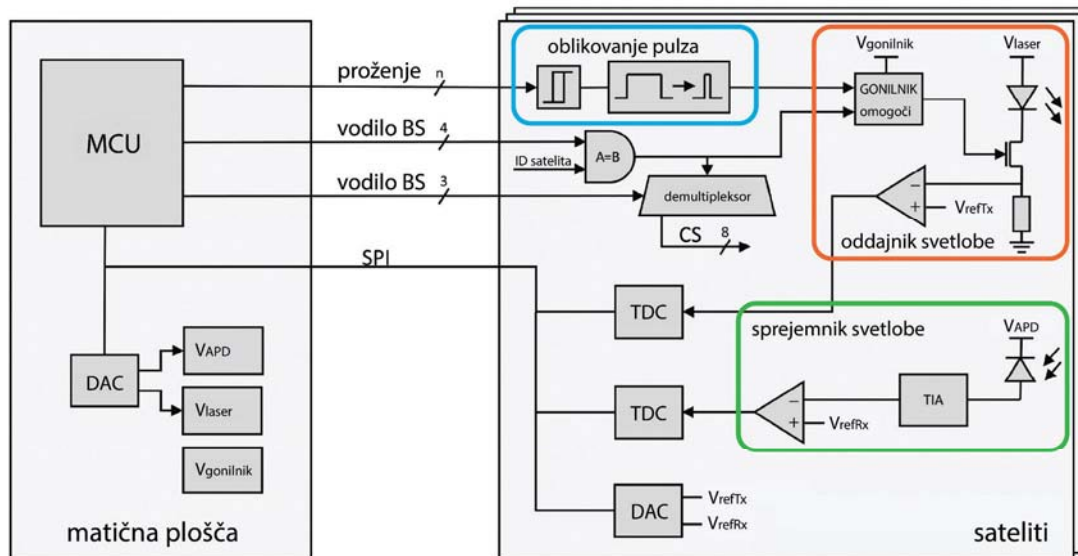 MCU
DAC
VAPD
Vlaser
Vgonilnik
matična plošča
proženje n
vodilo BS 4
vodilo BS 3
SPI
oblikovanje pulza
ID satelita
A=B
demultipleksor
CS 8
Vgonilnik
Vlaser
GONILNIK
omogoči
−
+
VrefTx
oddajnik svetlobe
TDC
sprejemnik svetlobe
VAPD
TDC
−
+
VrefRx
TIA
DAC
VrefTx
VrefRx
sateliti